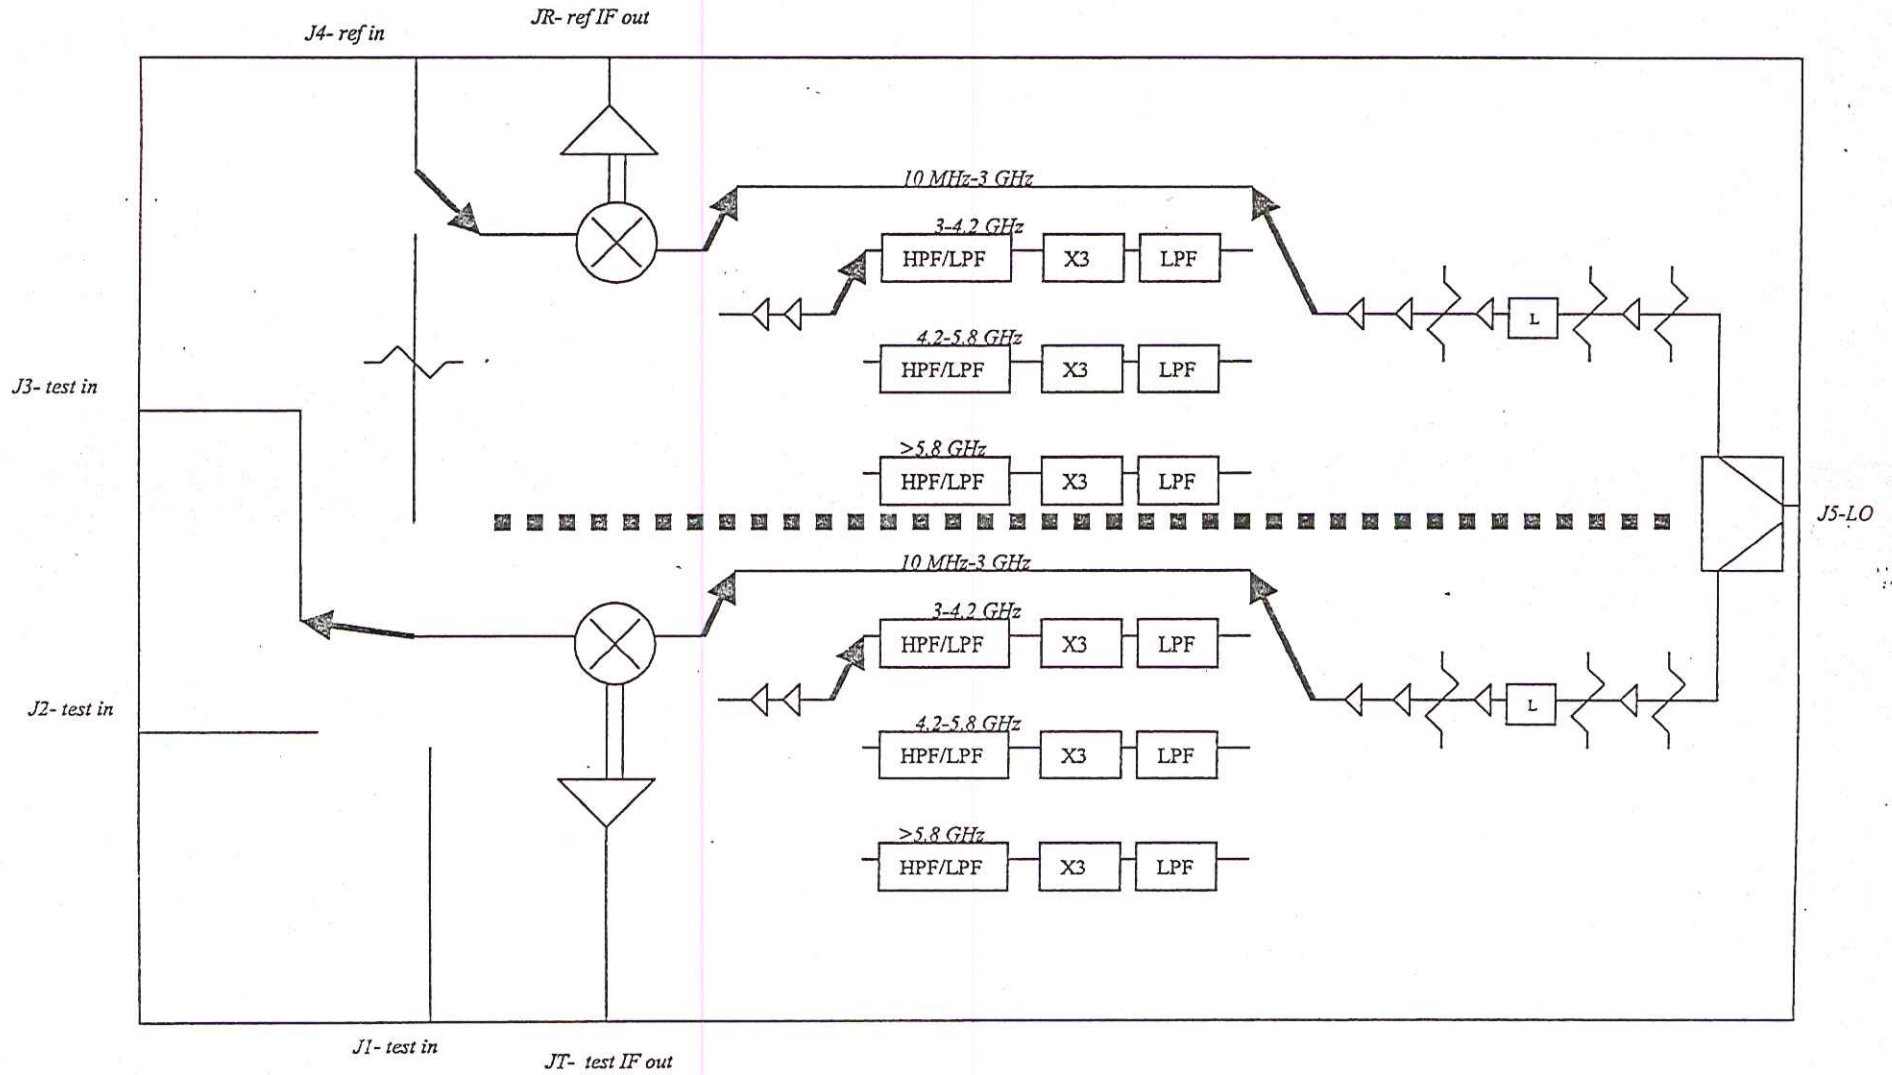 JR- ref IF out
J4- ref in
10 MHz-3 GHz
3-4.2 GHz
HPF/LPF X3 LPF
L
4.2-5.8 GHz
HPF/LPF X3 LPF
J3- test in
>5.8 GHz
HPF/LPF X3 LPF
J5-LO
10 MHz-3 GHz
3-4.2 GHz
HPF/LPF X3 LPF
J2- test in
L
4.2-5.8 GHz
HPF/LPF X3 LPF
>5.8 GHz
HPF/LPF X3 LPF
J1- test in
JT- test IF out